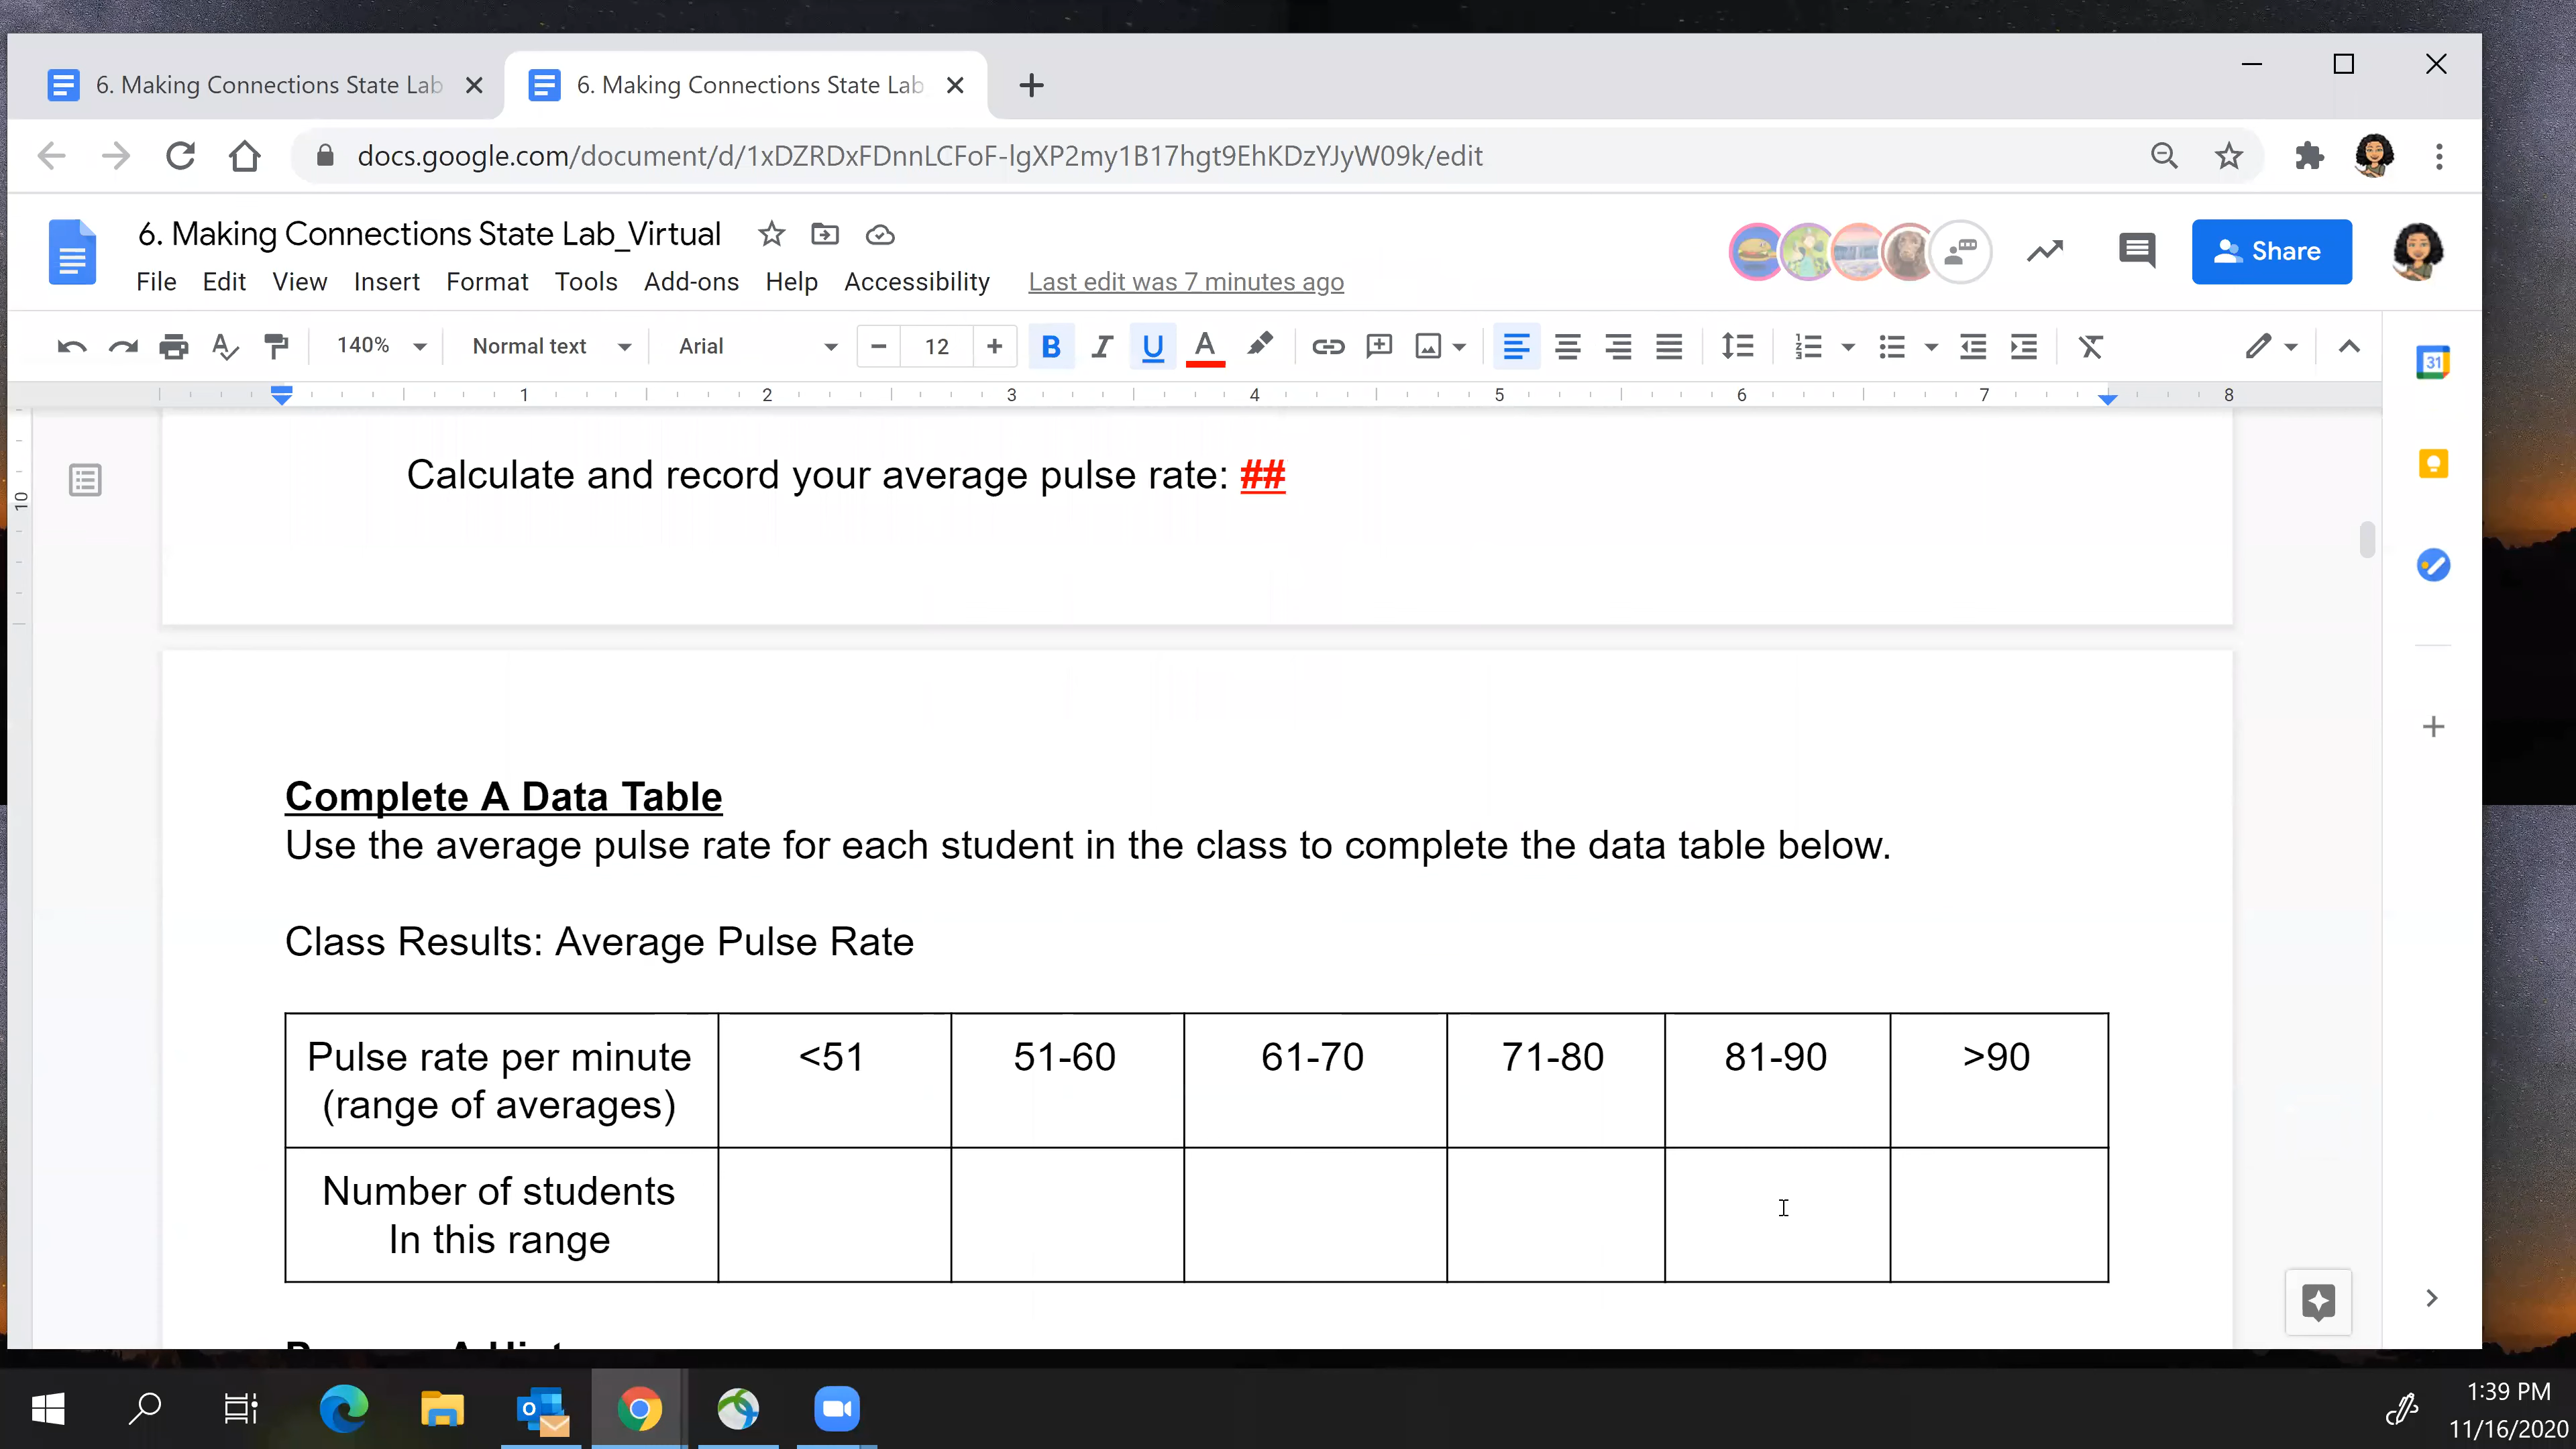 6. Making Connections State Lab
6. Making Connections State Lab
docs.google.com/document/d/1xDZRDxFDnnLCFoF-lgXP2my1B17hgt9EhKDzYJyW09k/edit
6. Making Connections State Lab_Virtual
Share
File Edit View Insert Format Tools Add-ons Help Accessibility Last edit was 7 minutes ago
140% Normal text Arial 12 B I U A
31
1 2 3 4 5 6 7 8
10
Calculate and record your average pulse rate: ##
Complete A Data Table
Use the average pulse rate for each student in the class to complete the data table below.
Class Results: Average Pulse Rate
Pulse rate per minute <51 51-60 61-70 71-80 81-90 >90
(range of averages)
Number of students
In this range
1:39 PM
11/16/2020